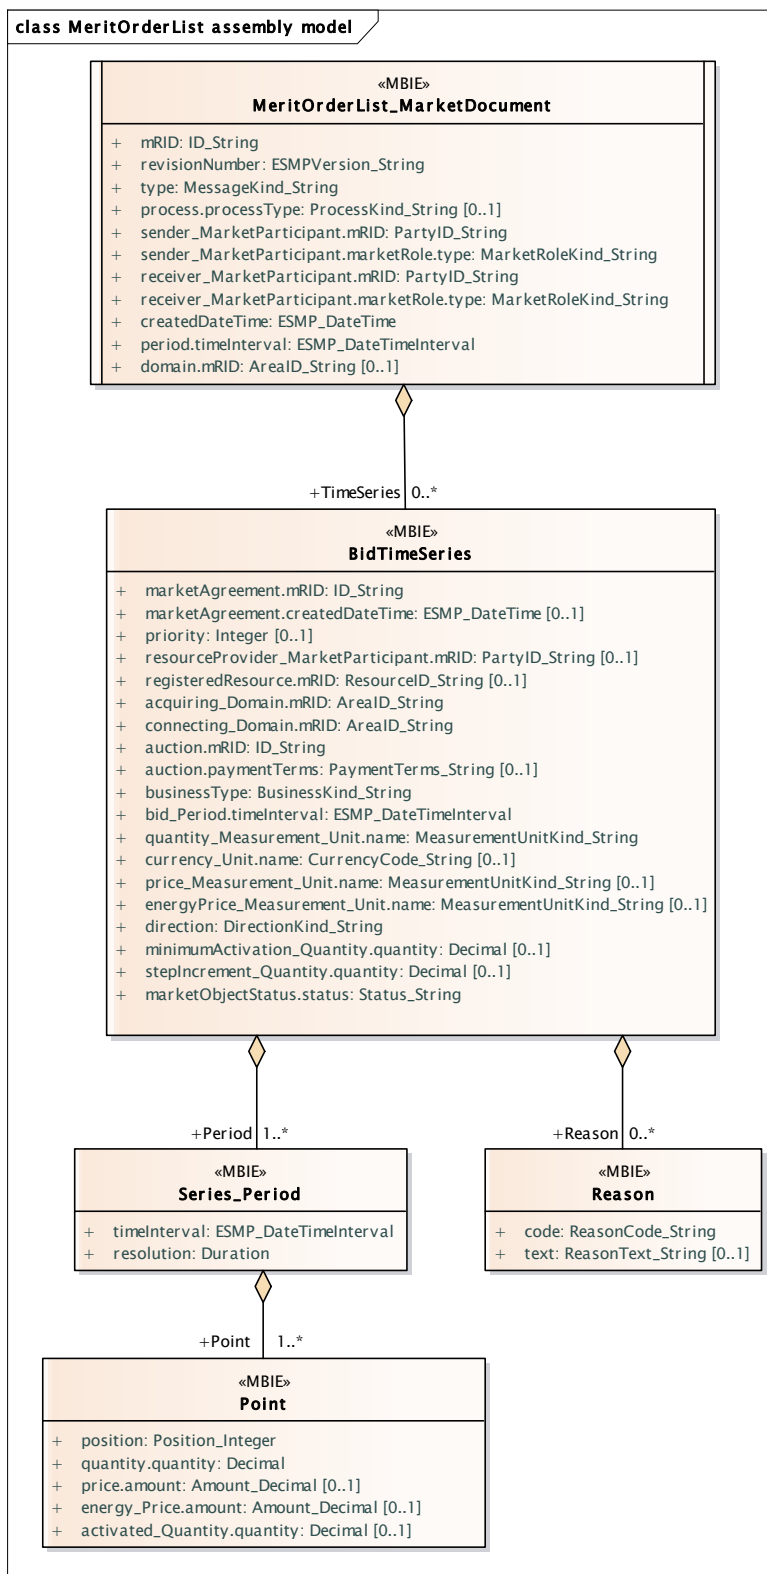 class MeritOrderList assembly model
«MBIE»
MeritOrderList_MarketDocument
+ mRID: ID_String
+ revisionNumber: ESMPVersion_String
+ type: MessageKind_String
+ process.processType: ProcessKind_String [0..1]
+ sender_MarketParticipant.mRID: PartyID_String
+ sender_MarketParticipant.marketRole.type: MarketRoleKind_String
+ receiver_MarketParticipant.mRID: PartyID_String
+ receiver_MarketParticipant.marketRole.type: MarketRoleKind_String
+ createdDateTime: ESMP_DateTime
+ period.timeInterval: ESMP_DateTimeInterval
+ domain.mRID: AreaID_String [0..1]
+TimeSeries 0..*
«MBIE»
BidTimeSeries
+ marketAgreement.mRID: ID_String
+ marketAgreement.createdDateTime: ESMP_DateTime [0..1]
+ priority: Integer [0..1]
+ resourceProvider_MarketParticipant.mRID: PartyID_String [0..1]
+ registeredResource.mRID: ResourceID_String [0..1]
+ acquiring_Domain.mRID: AreaID_String
+ connecting_Domain.mRID: AreaID_String
+ auction.mRID: ID_String
+ auction.paymentTerms: PaymentTerms_String [0..1]
+ businessType: BusinessKind_String
+ bid_Period.timeInterval: ESMP_DateTimeInterval
+ quantity_Measurement_Unit.name: MeasurementUnitKind_String
+ currency_Unit.name: CurrencyCode_String [0..1]
+ price_Measurement_Unit.name: MeasurementUnitKind_String [0..1]
+ energyPrice_Measurement_Unit.name: MeasurementUnitKind_String [0..1]
+ direction: DirectionKind_String
+ minimumActivation_Quantity.quantity: Decimal [0..1]
+ stepIncrement_Quantity.quantity: Decimal [0..1]
+ marketObjectStatus.status: Status_String
+Period 1..*
+Reason 0..*
«MBIE»
Series_Period
+ timeInterval: ESMP_DateTimeInterval
+ resolution: Duration
«MBIE»
Reason
+ code: ReasonCode_String
+ text: ReasonText_String [0..1]
+Point 1..*
«MBIE»
Point
+ position: Position_Integer
+ quantity.quantity: Decimal
+ price.amount: Amount_Decimal [0..1]
+ energy_Price.amount: Amount_Decimal [0..1]
+ activated_Quantity.quantity: Decimal [0..1]